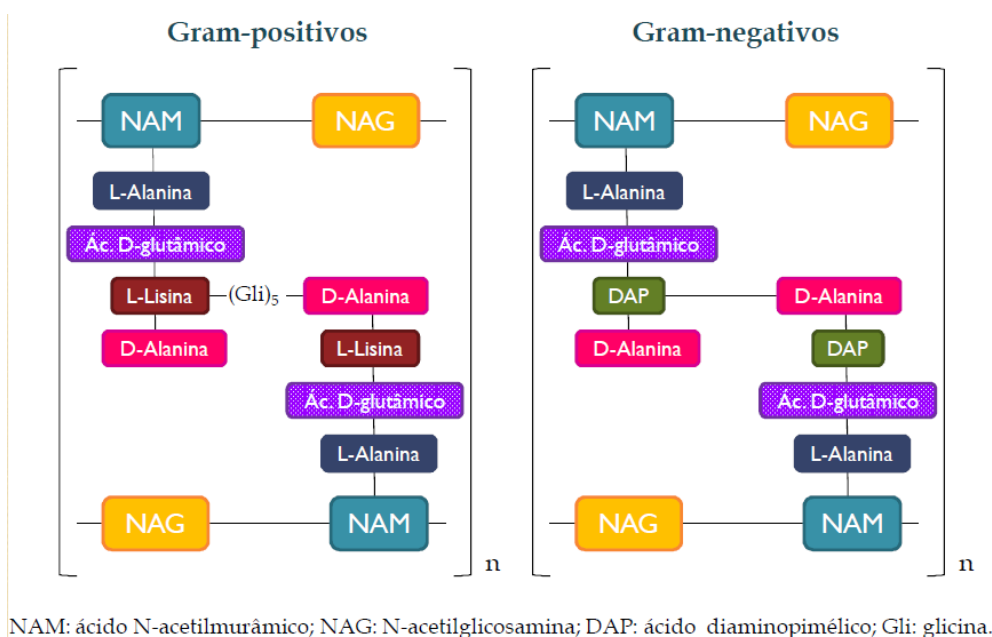 Gram-positivos Gram-negativos
NAM NAG NAM NAG
L-Alanina L-Alanina
Ác. D-glutâmico Ác. D-glutâmico
L-Lisina (Gli)₅ D-Alanina DAP D-Alanina
D-Alanina L-Lisina D-Alanina DAP
Ác. D-glutâmico Ác. D-glutâmico
L-Alanina L-Alanina
NAG NAM NAG NAM
n n
NAM: ácido N-acetilmurâmico; NAG: N-acetilglicosamina; DAP: ácido diaminopimélico; Gli: glicina.